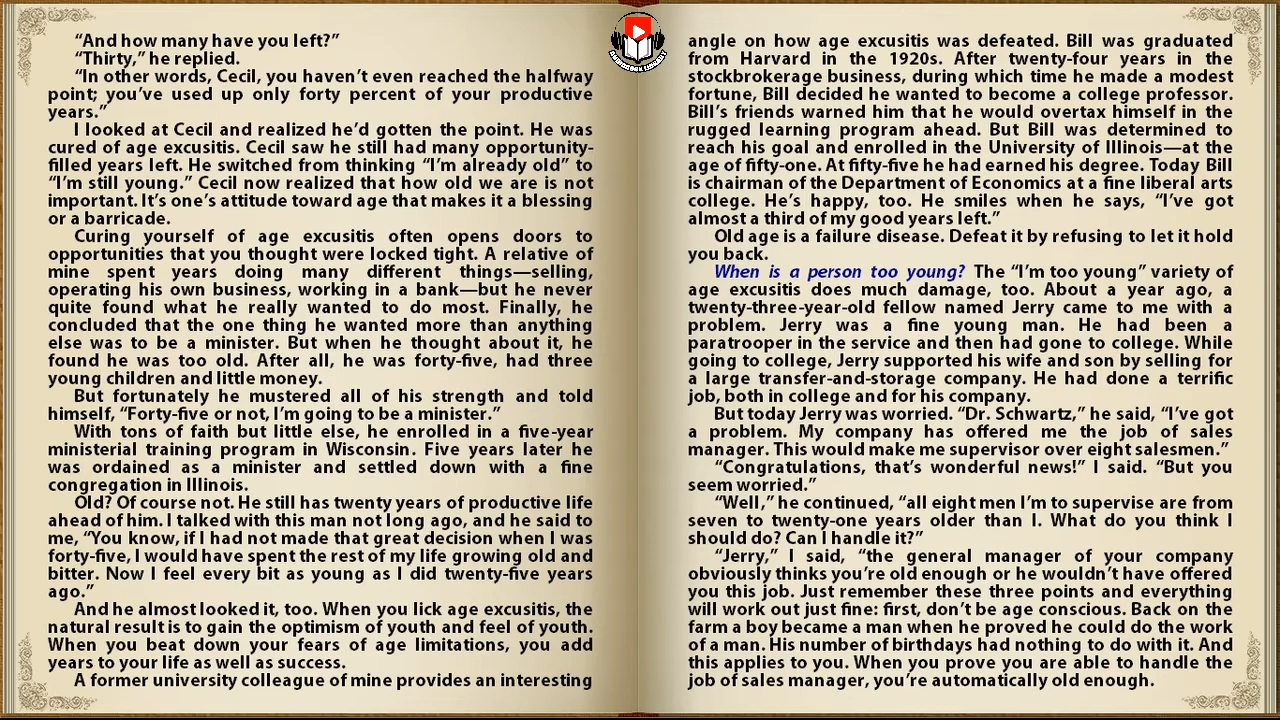 “And how many have you left?”
“Thirty,” he replied.
“In other words, Cecil, you haven’t even reached the halfway
point; you’ve used up only forty percent of your productive
years.”
I looked at Cecil and realized he’d gotten the point. He was
cured of age excusitis. Cecil saw he still had many opportunity-
filled years left. He switched from thinking “I’m already old” to
“I’m still young.” Cecil now realized that how old we are is not
important. It’s one’s attitude toward age that makes it a blessing
or a barricade.
Curing yourself of age excusitis often opens doors to
opportunities that you thought were locked tight. A relative of
mine spent years doing many different things—selling,
operating his own business, working in a bank—but he never
quite found what he really wanted to do most. Finally, he
concluded that the one thing he wanted more than anything
else was to be a minister. But when he thought about it, he
found he was too old. After all, he was forty-five, had three
young children and little money.
But fortunately he mustered all of his strength and told
himself, “Forty-five or not, I’m going to be a minister.”
With tons of faith but little else, he enrolled in a five-year
ministerial training program in Wisconsin. Five years later he
was ordained as a minister and settled down with a fine
congregation in Illinois.
Old? Of course not. He still has twenty years of productive life
ahead of him. I talked with this man not long ago, and he said to
me, “You know, if I had not made that great decision when I was
forty-five, I would have spent the rest of my life growing old and
bitter. Now I feel every bit as young as I did twenty-five years
ago.”
And he almost looked it, too. When you lick age excusitis, the
natural result is to gain the optimism of youth and feel of youth.
When you beat down your fears of age limitations, you add
years to your life as well as success.
A former university colleague of mine provides an interesting
angle on how age excusitis was defeated. Bill was graduated
from Harvard in the 1920s. After twenty-four years in the
stockbrokerage business, during which time he made a modest
fortune, Bill decided he wanted to become a college professor.
Bill’s friends warned him that he would overtax himself in the
rugged learning program ahead. But Bill was determined to
reach his goal and enrolled in the University of Illinois—at the
age of fifty-one. At fifty-five he had earned his degree. Today Bill
is chairman of the Department of Economics at a fine liberal arts
college. He’s happy, too. He smiles when he says, “I’ve got
almost a third of my good years left.”
Old age is a failure disease. Defeat it by refusing to let it hold
you back.
When is a person too young? The “I’m too young” variety of
age excusitis does much damage, too. About a year ago, a
twenty-three-year-old fellow named Jerry came to me with a
problem. Jerry was a fine young man. He had been a
paratrooper in the service and then had gone to college. While
going to college, Jerry supported his wife and son by selling for
a large transfer-and-storage company. He had done a terrific
job, both in college and for his company.
But today Jerry was worried. “Dr. Schwartz,” he said, “I’ve got
a problem. My company has offered me the job of sales
manager. This would make me supervisor over eight salesmen.”
“Congratulations, that’s wonderful news!” I said. “But you
seem worried.”
“Well,” he continued, “all eight men I’m to supervise are from
seven to twenty-one years older than I. What do you think I
should do? Can I handle it?”
“Jerry,” I said, “the general manager of your company
obviously thinks you’re old enough or he wouldn’t have offered
you this job. Just remember these three points and everything
will work out just fine: first, don’t be age conscious. Back on the
farm a boy became a man when he proved he could do the work
of a man. His number of birthdays had nothing to do with it. And
this applies to you. When you prove you are able to handle the
job of sales manager, you’re automatically old enough.